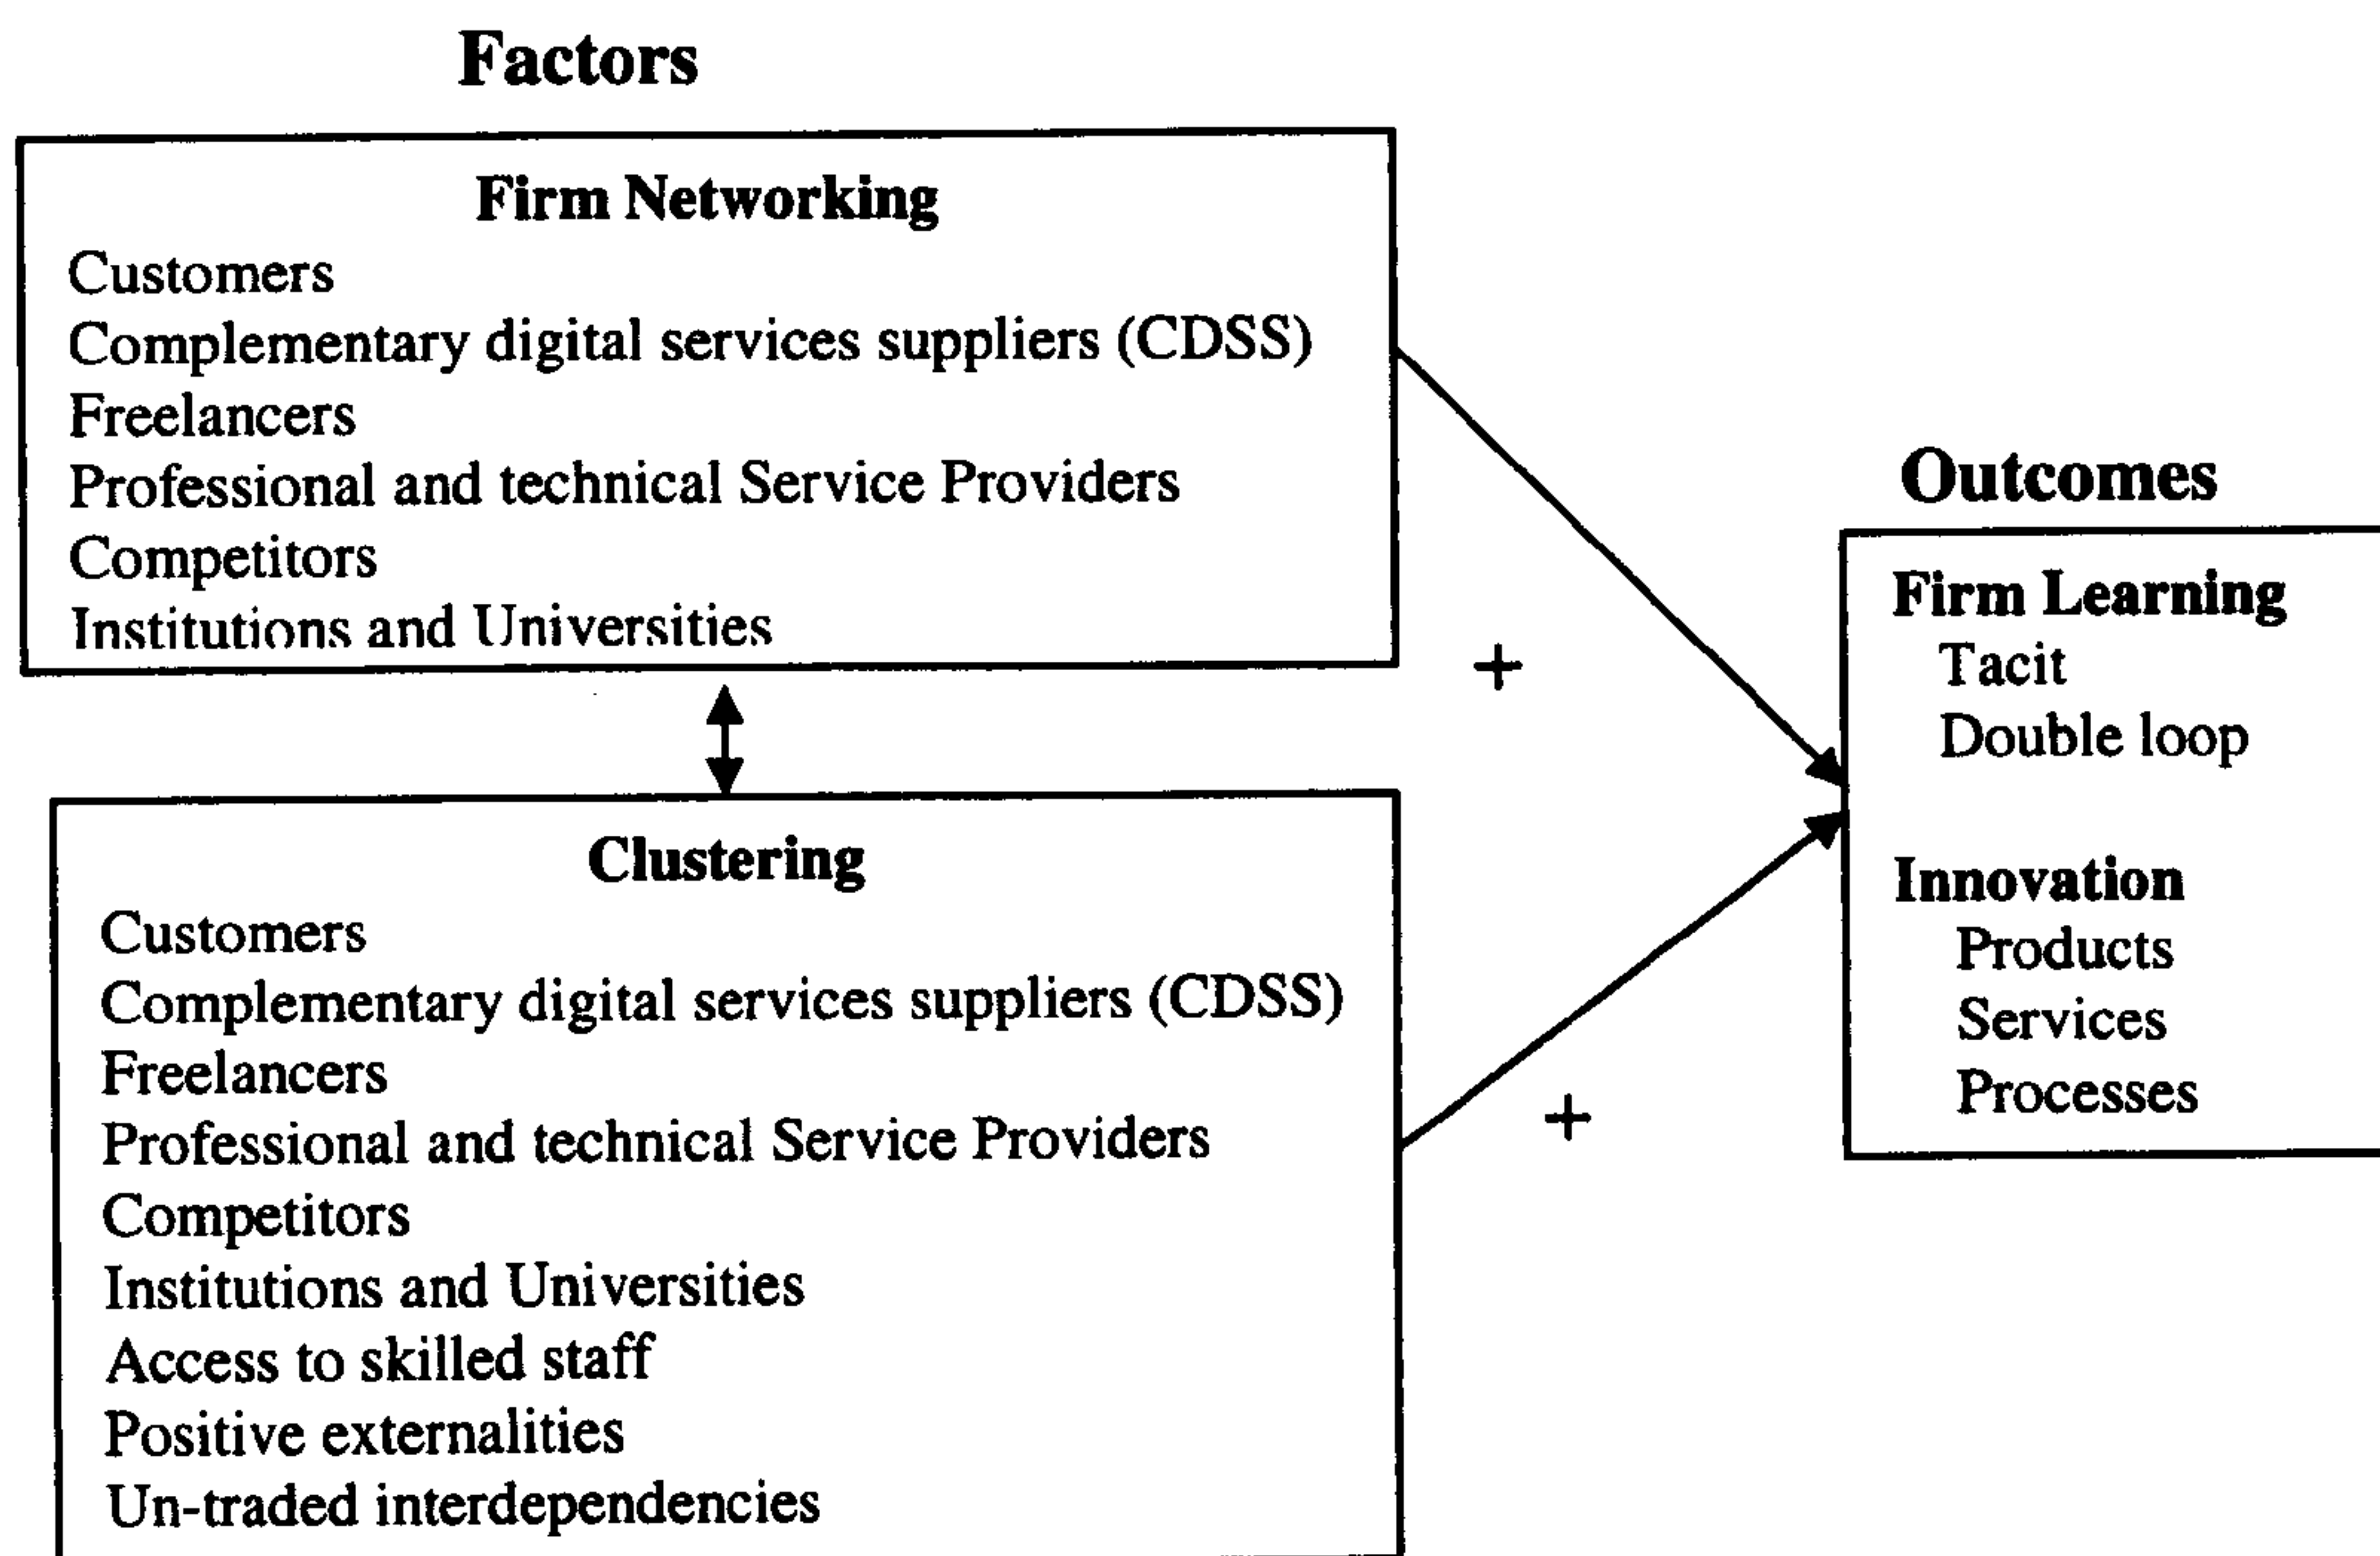 Factors
Firm Networking
Customers
Complementary digital services suppliers (CDSS)
Freelancers
Professional and technical Service Providers
Competitors
Institutions and Universities
+
Outcomes
Firm Learning
Tacit
Double loop
Innovation
Products
Services
Processes
Clustering
Customers
Complementary digital services suppliers (CDSS)
Freelancers
Professional and technical Service Providers
Competitors
Institutions and Universities
Access to skilled staff
Positive externalities
Un-traded interdependencies
+